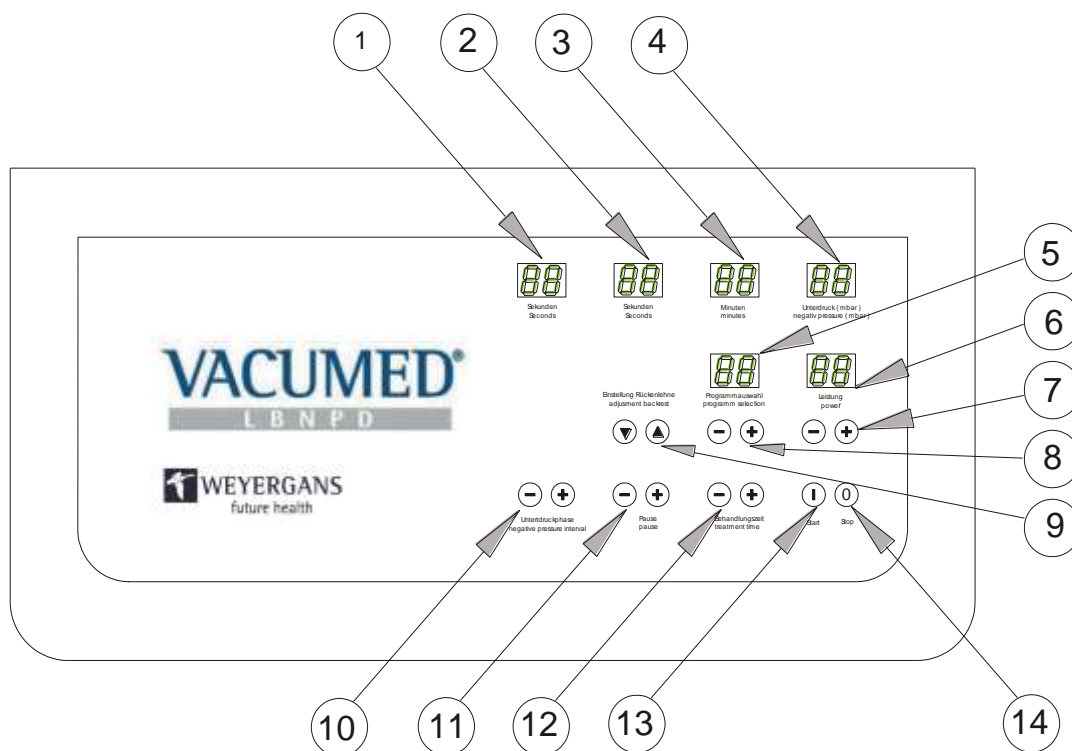 1 2 3 4
5
6
7
8
9
88 88 88 88
Sekunden
Seconds
Sekunden
Seconds
Minuten
minutes
Unterdruck ( mbar )
negativ pressure ( mbar )
88 88
VACUMED®
LBNPD
Einstellung Rückenlehne
adjusment backrest
Programmauswahl
programm selection
Leistung
power
WEYERGANS
future health
Unterdruckphase
negative pressure interval
Pause
pause
Behandlungszeit
treatment time
I
Start
0
Stop
10 11 12 13 14